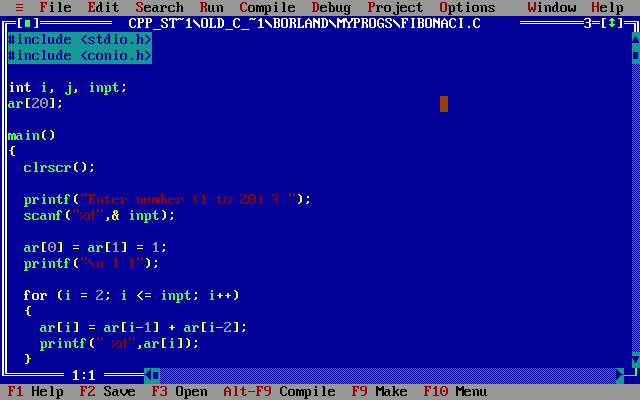 ≡ File Edit Search Run Compile Debug Project Options Window Help
[■] CPP_ST~1\OLD_C_~1\BORLAND\MYPROGS\FIBONACI.C 3=[↕]
#include <stdio.h>
#include <conio.h>
int i, j, inpt;
ar[20];
main()
{
clrscr();
printf("Enter number (1 to 20) ? ");
scanf("%d",& inpt);
ar[0] = ar[1] = 1;
printf("\n 1 1");
for (i = 2; i <= inpt; i++)
{
ar[i] = ar[i-1] + ar[i-2];
printf(" %d",ar[i]);
}
1:1
F1 Help F2 Save F3 Open Alt-F9 Compile F9 Make F10 Menu